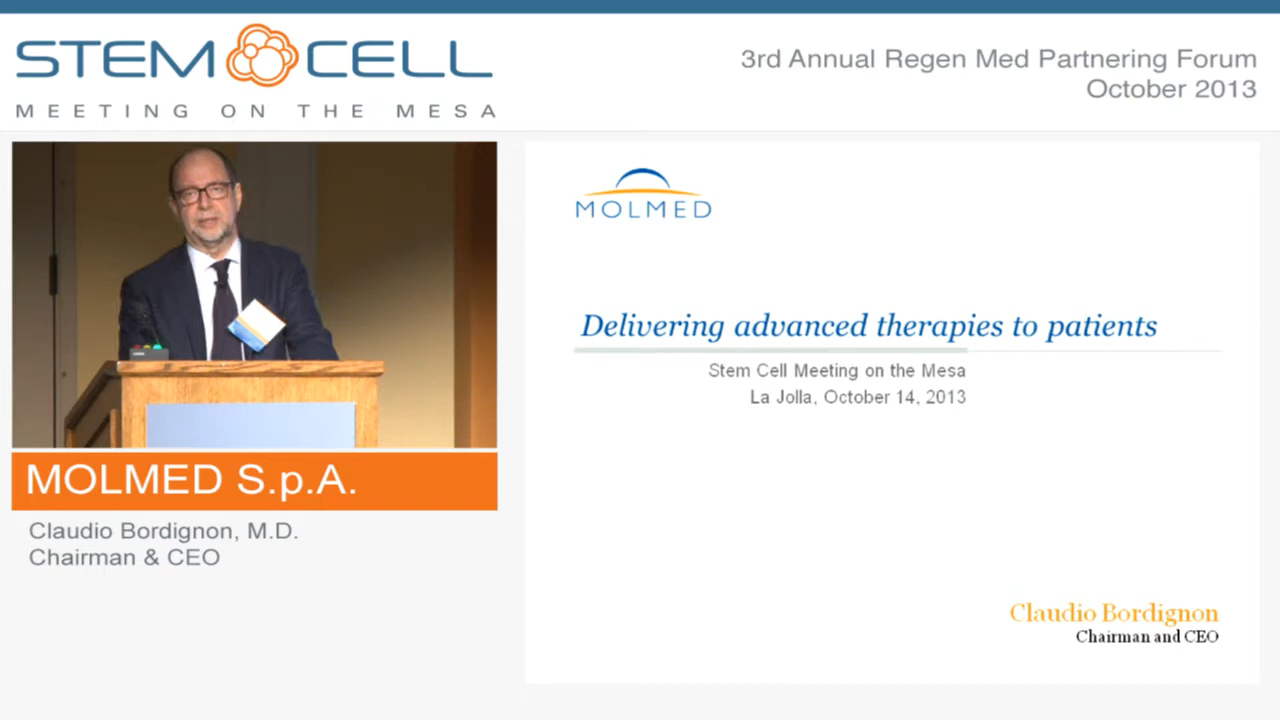 STEM CELL
MEETING ON THE MESA
3rd Annual Regen Med Partnering Forum
October 2013
MOLMED
Delivering advanced therapies to patients
Stem Cell Meeting on the Mesa
La Jolla, October 14, 2013
MOLMED S.p.A.
Claudio Bordignon, M.D.
Chairman & CEO
Claudio Bordignon
Chairman and CEO